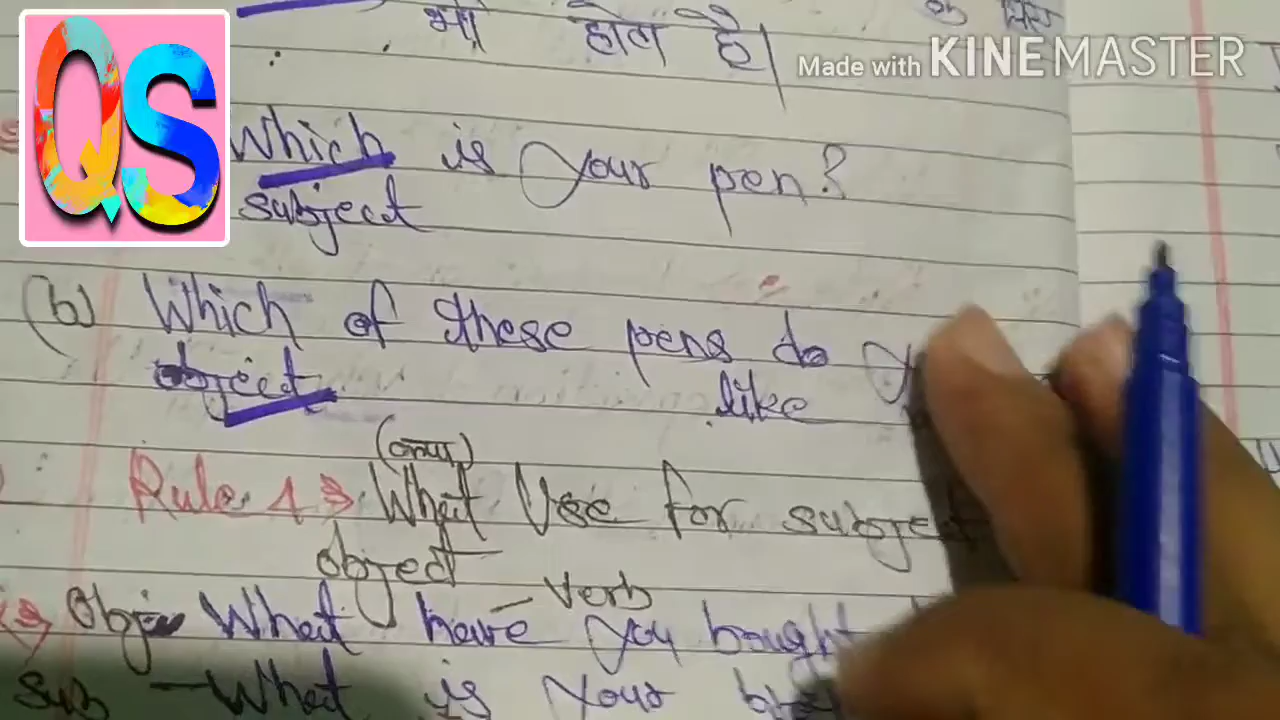 भी होता है।
Made with KINEMASTER
QS
Which is your pen?
subject
(b) Which of these pens do
object like
Rule 4 → What Use for subject
object
Verb
Obj What have you bought
Sub - What is your